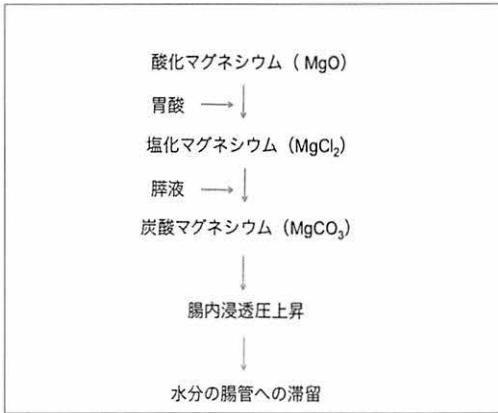 酸化マグネシウム（ MgO）
胃酸
塩化マグネシウム（MgCl₂）
膵液
炭酸マグネシウム（MgCO₃）
腸内浸透圧上昇
水分の腸管への滞留